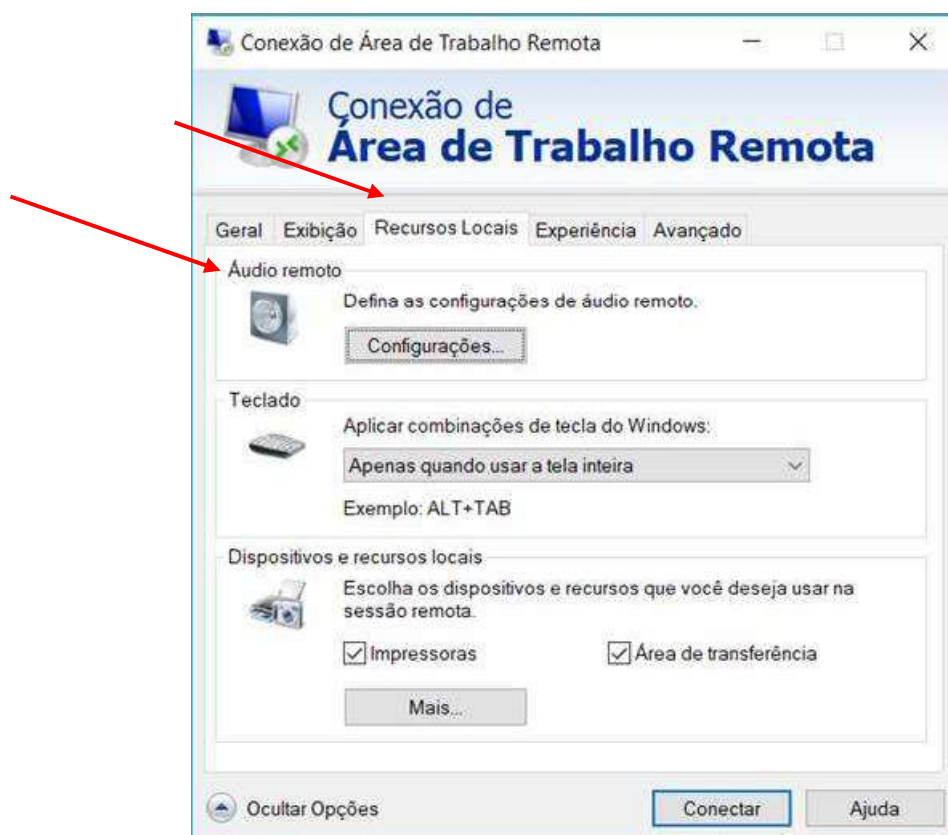 Conexão de Área de Trabalho Remota
Conexão de
Área de Trabalho Remota
Geral Exibição Recursos Locais Experiência Avançado
Áudio remoto
Defina as configurações de áudio remoto.
Configurações...
Teclado
Aplicar combinações de tecla do Windows:
Apenas quando usar a tela inteira
Exemplo: ALT+TAB
Dispositivos e recursos locais
Escolha os dispositivos e recursos que você deseja usar na
sessão remota.
Impressoras Área de transferência
Mais...
Ocultar Opções Conectar Ajuda